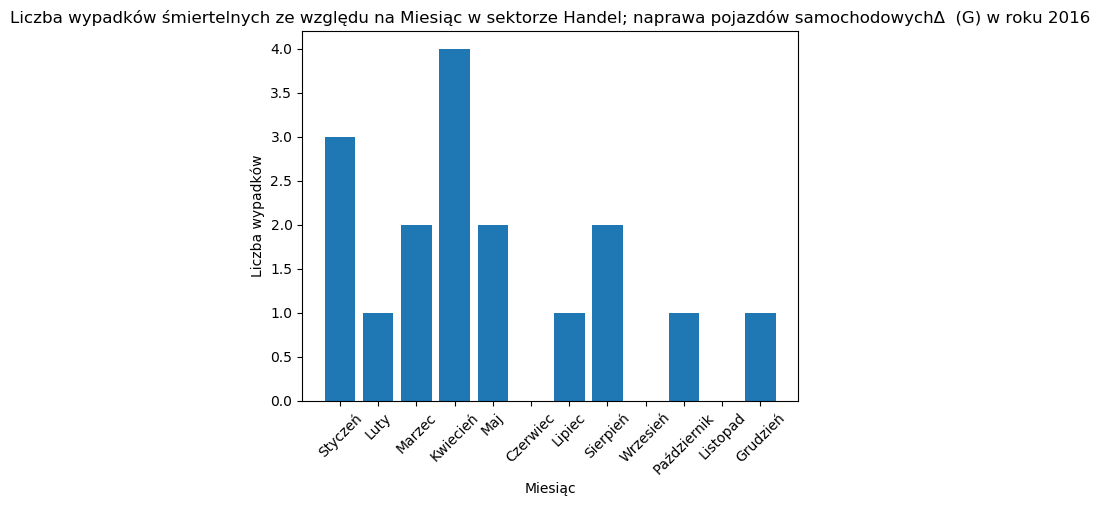 Liczba wypadków śmiertelnych ze względu na Miesiąc w sektorze Handel; naprawa pojazdów samochodowychΔ  (G) w roku 2016
4.0
3.5
3.0
2.5
2.0
1.5
1.0
0.5
0.0
Liczba wypadków
Styczeń
Luty
Marzec
Kwiecień
Maj
Czerwiec
Lipiec
Sierpień
Wrzesień
Październik
Listopad
Grudzień
Miesiąc